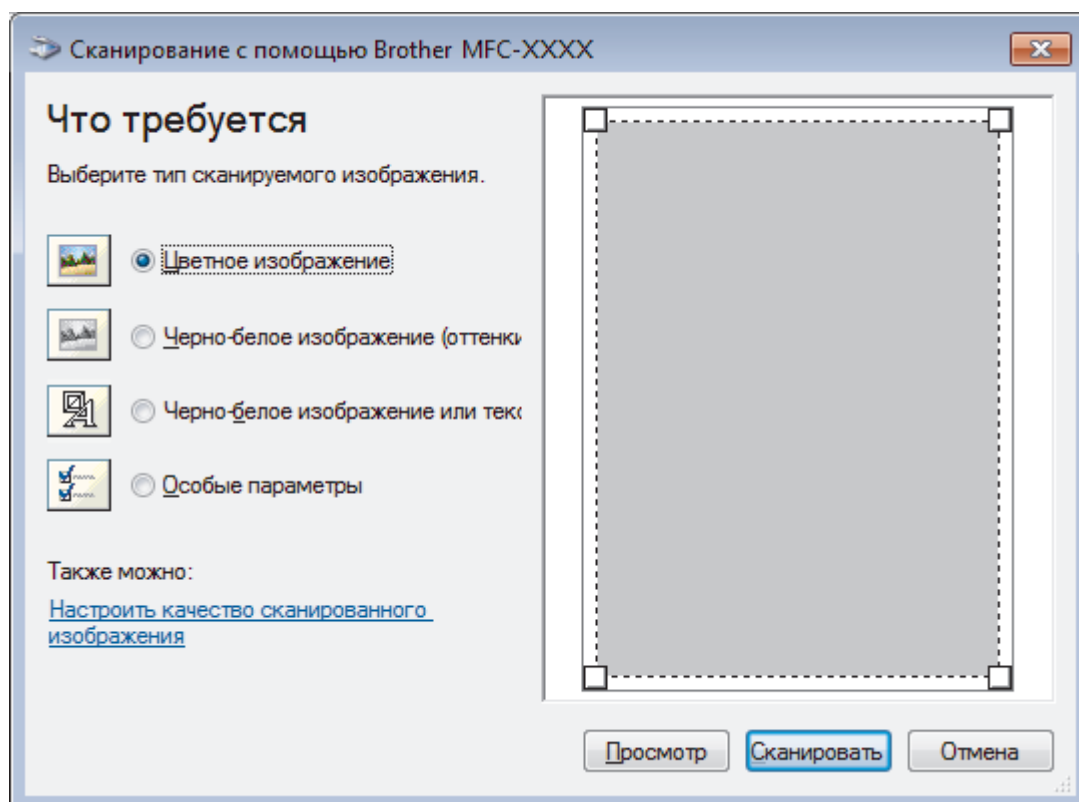 Сканирование с помощью Brother MFC-XXXX
Что требуется
Выберите тип сканируемого изображения.
Цветное изображение
Черно-белое изображение (оттенки
Черно-белое изображение или тек
Особые параметры
Также можно:
Настроить качество сканированного
изображения
Просмотр
Сканировать
Отмена